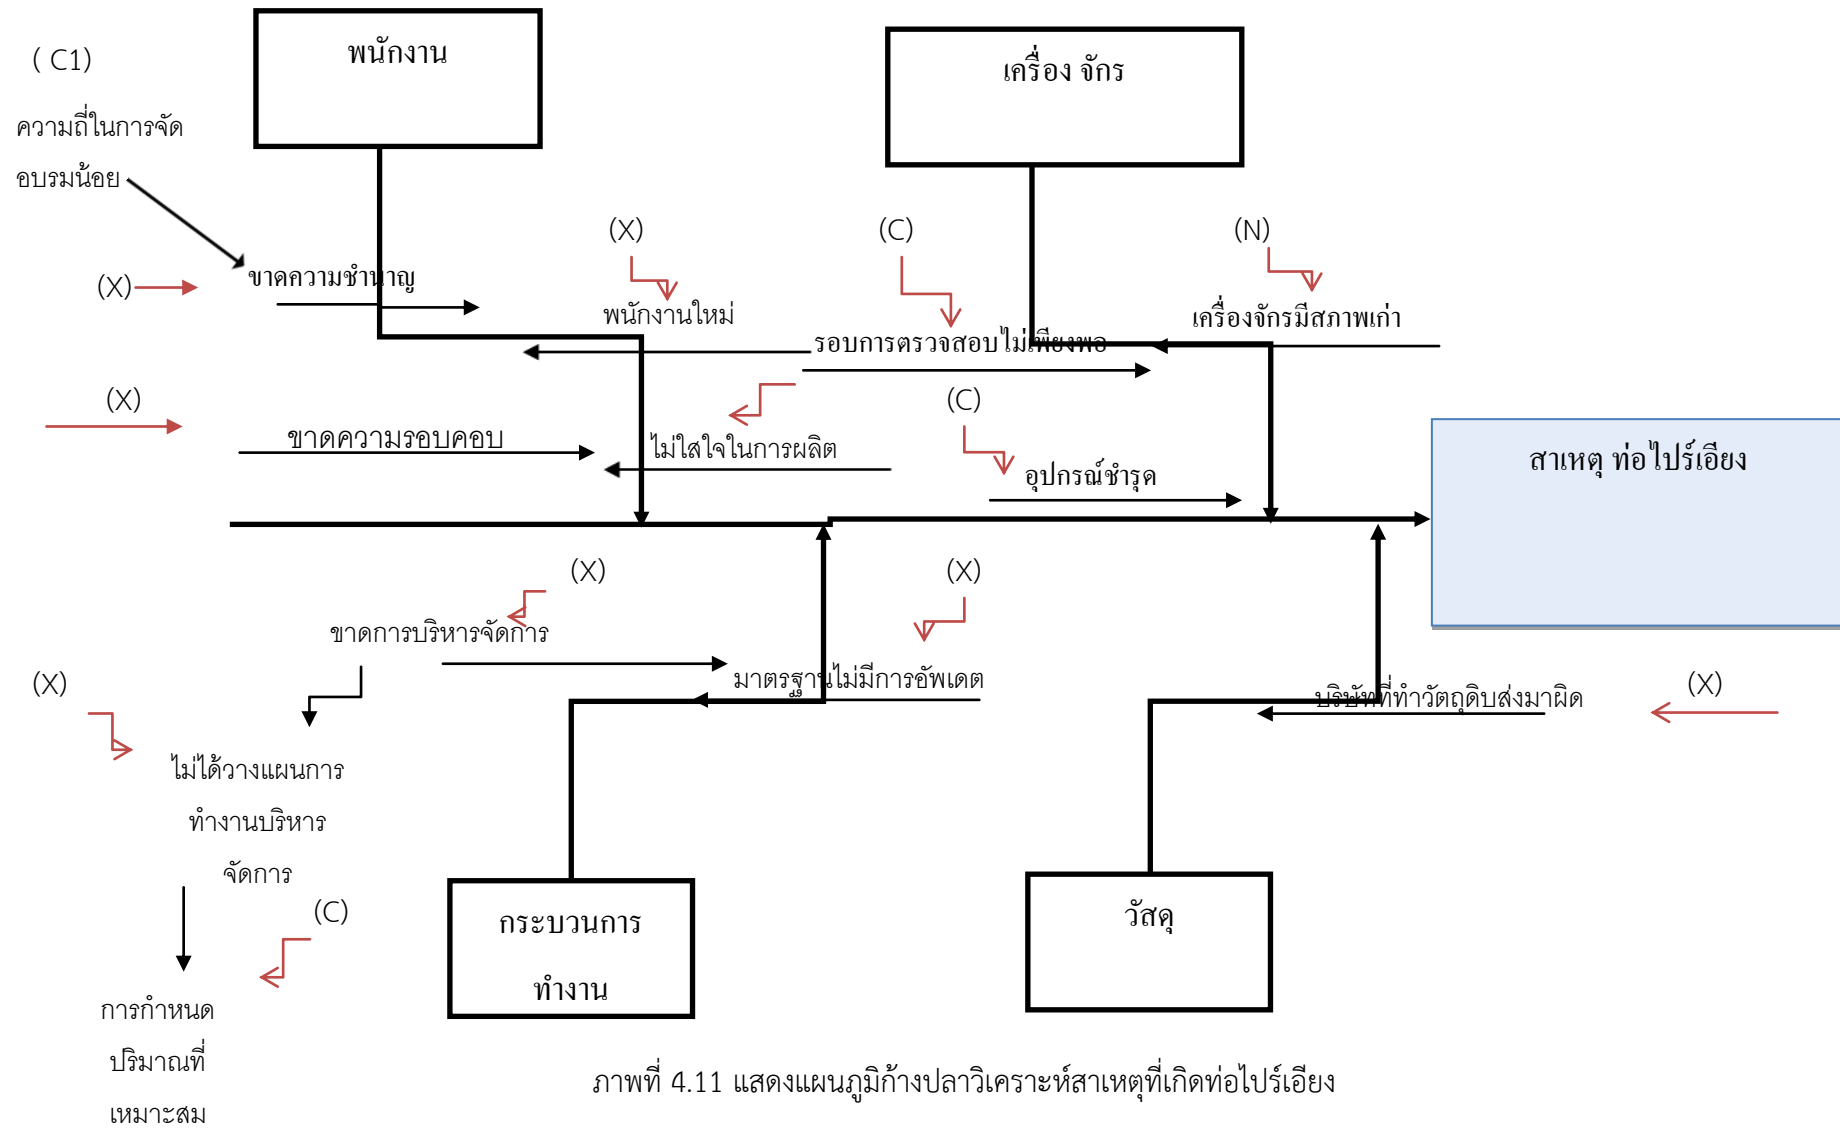 พนักงาน
เครื่อง จักร
( C1)
ความถี่ในการจัด
อบรมน้อย
(X)
(C)
(N)
(X)
ขาดความชำนาญ
พนักงานใหม่
เครื่องจักรมีสภาพเก่า
รอบการตรวจสอบไม่เพียงพอ
(X)
(C)
ขาดความรอบคอบ
ไม่ใสใจในการผลิต
อุปกรณ์ชำรุด
สาเหตุ ท่อไปร์เอียง
(X)
(X)
ขาดการบริหารจัดการ
มาตรฐานไม่มีการอัพเดต
บริษัทที่ทำวัตถุดิบส่งมาผิด
(X)
(X)
ไม่ได้วางแผนการ
ทำงานบริหาร
จัดการ
(C)
กระบวนการ
ทำงาน
วัสดุ
การกำหนด
ปริมาณที่
เหมาะสม
ภาพที่ 4.11 แสดงแผนภูมิก้างปลาวิเคราะห์สาเหตุที่เกิดท่อไปร์เอียง